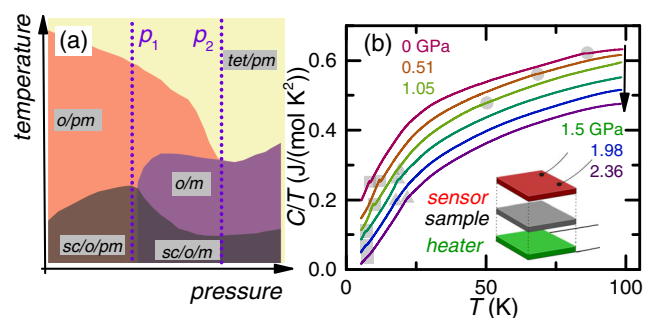 (a)
p₁
p₂
tet/pm
o/pm
o/m
sc/o/pm
sc/o/m
temperature
pressure
(b)
0 GPa
0.51
1.05
1.5 GPa
1.98
2.36
sensor
sample
heater
C/T (J/(mol K²))
0.6
0.4
0.2
0.0
0
50
100
T (K)